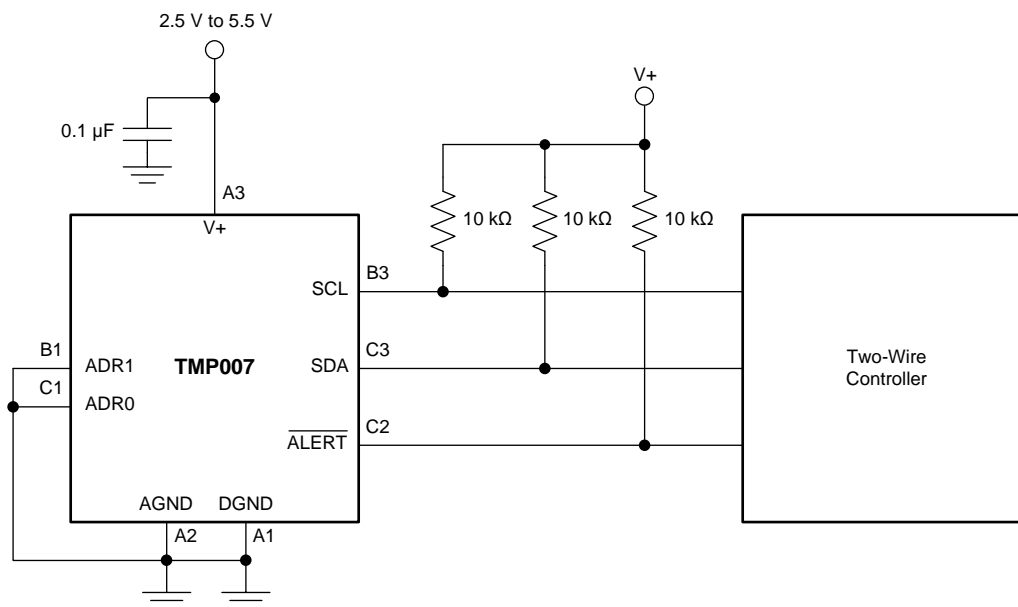 2.5 V to 5.5 V
V+
0.1 µF
A3
10 kΩ
10 kΩ
10 kΩ
V+
B3
SCL
B1
ADR1
TMP007
SDA
C3
Two-Wire
Controller
C1
ADR0
ALERT
C2
AGND
DGND
A2
A1